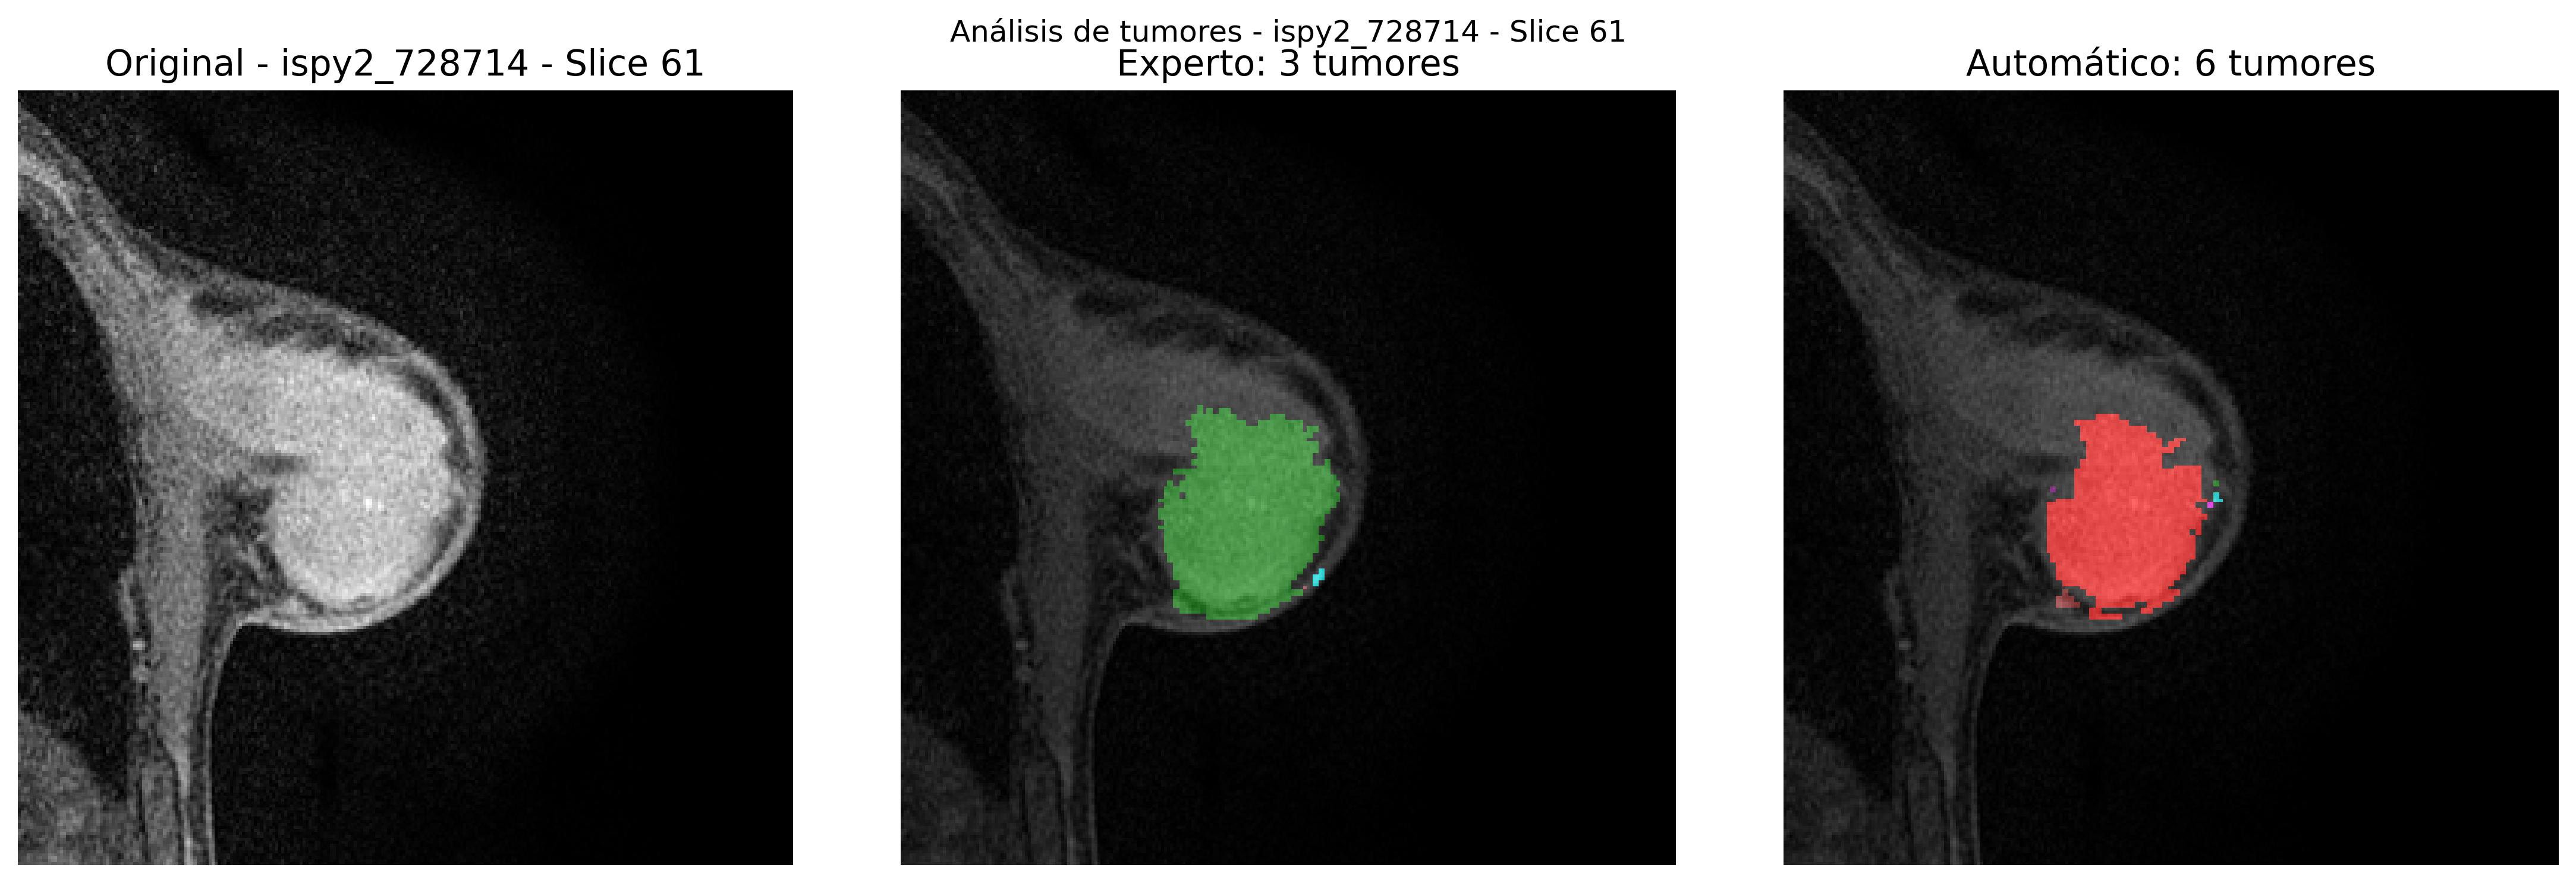 Análisis de tumores - ispy2_728714 - Slice 61
Original - ispy2_728714 - Slice 61
Experto: 3 tumores
Automático: 6 tumores